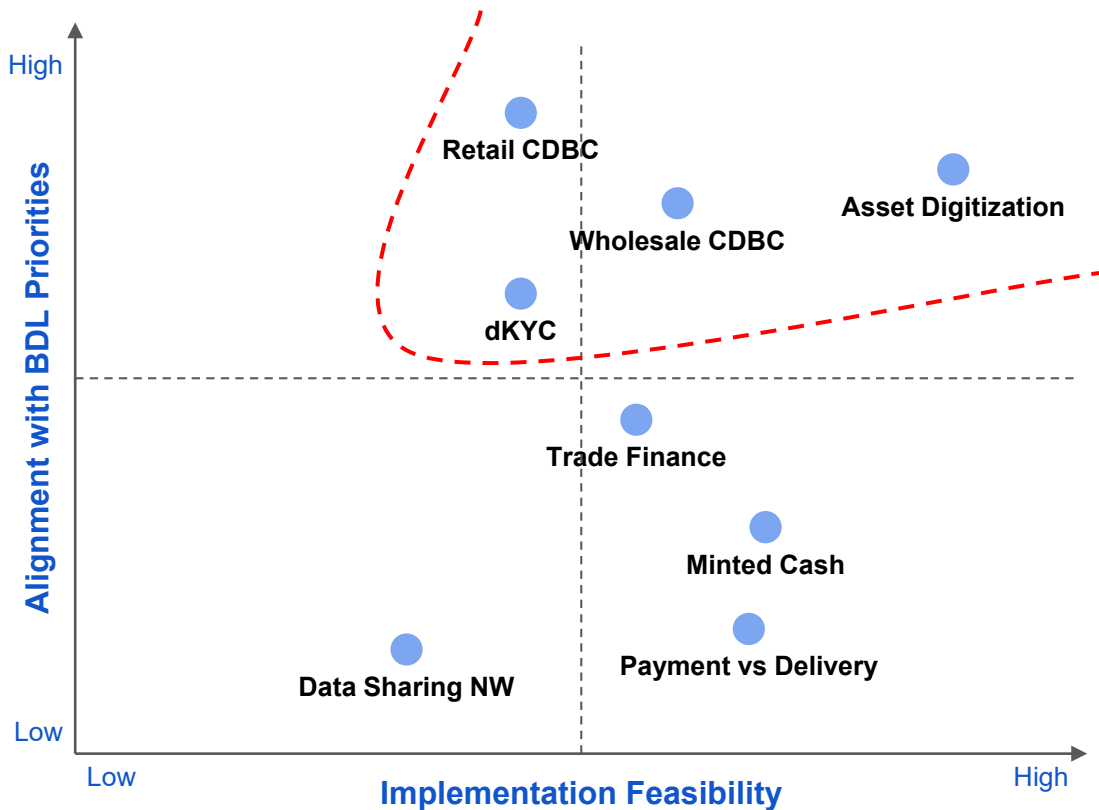 High
Retail CDBC
Asset Digitization
Wholesale CDBC
dKYC
Alignment with BDL Priorities
Trade Finance
Minted Cash
Payment vs Delivery
Data Sharing NW
Low
Low
High
Implementation Feasibility